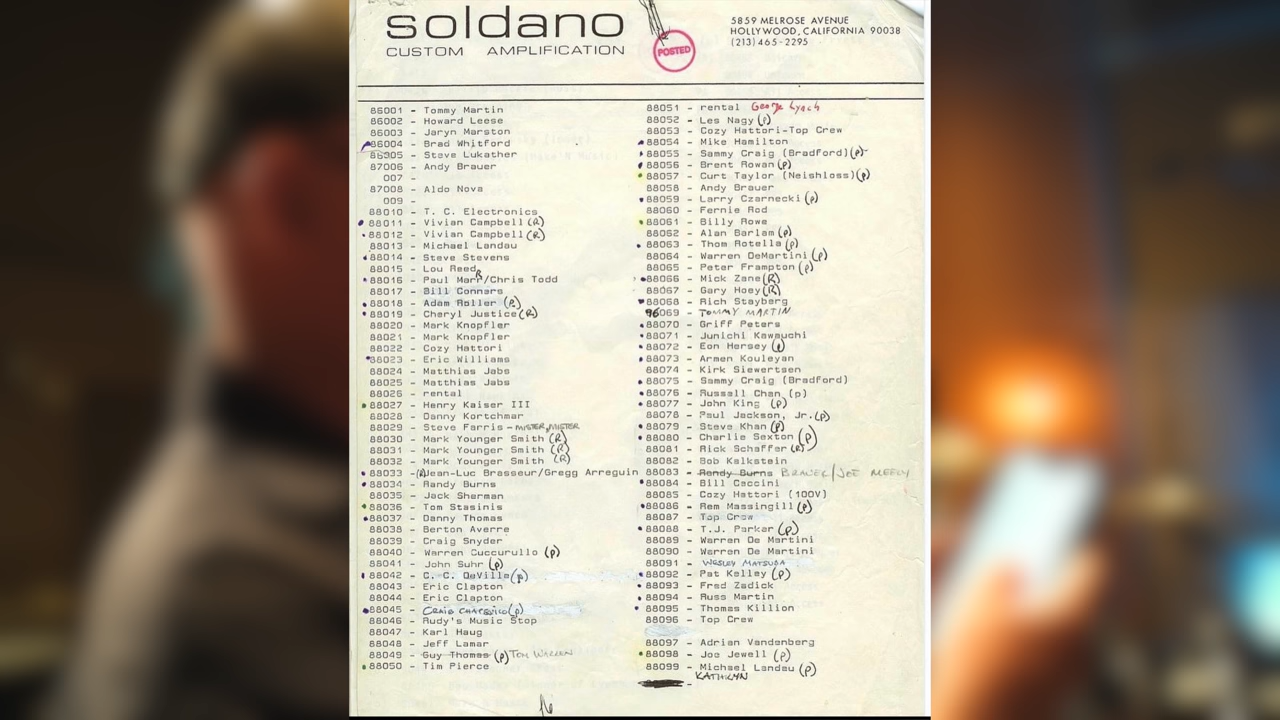 soldano
CUSTOM AMPLIFICATION
POSTED
5859 MELROSE AVENUE
HOLLYWOOD, CALIFORNIA 90038
(213) 465-2295
86001 - Tommy Martin
86002 - Howard Leese
86003 - Jaryn Marston
86004 - Brad Whitford
86005 - Steve Lukather
87006 - Andy Brauer
007 -
87008 - Aldo Nova
009 -
88010 - T. C. Electronics
88011 - Vivian Campbell (R)
88012 - Vivian Campbell (R)
88013 - Michael Landau
88014 - Steve Stevens
88015 - Lou Reed
88016 - Paul Marr/Chris Todd
88017 - Bill Conners
88018 - Adam Roller (P)
88019 - Cheryl Justice (R)
88020 - Mark Knopfler
88021 - Mark Knopfler
88022 - Cozy Hattori
88023 - Eric Williams
88024 - Matthias Jabs
88025 - Matthias Jabs
88026 - rental
88027 - Henry Kaiser III
88028 - Danny Kortchmar
88029 - Steve Farris - MISTER, MISTER
88030 - Mark Younger Smith (R)
88031 - Mark Younger Smith (R)
88032 - Mark Younger Smith (R)
88033 - (R) Jean-Luc Brasseur/Gregg Arreguin
88034 - Randy Burns
88035 - Jack Sherman
88036 - Tom Stasinis
88037 - Danny Thomas
88038 - Berton Averre
88039 - Craig Snyder
88040 - Warren Cuccurullo (p)
88041 - John Suhr (p)
88042 - C. C. DeVille (p)
88043 - Eric Clapton
88044 - Eric Clapton
88045 - CRAIG CHAQUICO (p)
88046 - Rudy's Music Stop
88047 - Karl Haug
88048 - Jeff Lamar
88049 - Guy Thomas (p) TOM WARREN
88050 - Tim Pierce
88051 - rental George Lynch
88052 - Les Nagy (p)
88053 - Cozy Hattori-Top Crew
88054 - Mike Hamilton
88055 - Sammy Craig (Bradford) (p)
88056 - Brent Rowan (p)
88057 - Curt Taylor (Neishloss) (p)
88058 - Andy Brauer
88059 - Larry Czarnecki (p)
88060 - Fernie Rod
88061 - Billy Rowe
88062 - Alan Barlam (p)
88063 - Thom Rotella (p)
88064 - Warren DeMartini (p)
88065 - Peter Frampton (p)
88066 - Mick Zane (R)
88067 - Gary Hoey (R)
88068 - Rich Stayberg
96069 - TOMMY MARTIN
88070 - Griff Peters
88071 - Junichi Kawauchi
88072 - Eon Hersey (p)
88073 - Armen Kouleyan
88074 - Kirk Siewertsen
88075 - Sammy Craig (Bradford)
88076 - Russell Chan (p)
88077 - John King (p)
88078 - Paul Jackson, Jr. (p)
88079 - Steve Khan (p)
88080 - Charlie Sexton (p)
88081 - Rick Schaffer (R)
88082 - Bob Kalkstein
88083 - Randy Burns BRAUER/JOE NEELY
88084 - Bill Caccini
88085 - Cozy Hattori (100V)
88086 - Rem Massingill (p)
88087 - Top Crew
88088 - T.J. Parker (p)
88089 - Warren De Martini
88090 - Warren De Martini
88091 - WESLEY MATSUDA
88092 - Pat Kelley (p)
88093 - Fred Zadick
88094 - Russ Martin
88095 - Thomas Killion
88096 - Top Crew
88097 - Adrian Vandenberg
88098 - Joe Jewell (p)
88099 - Michael Landau (p)
- KATHRYN